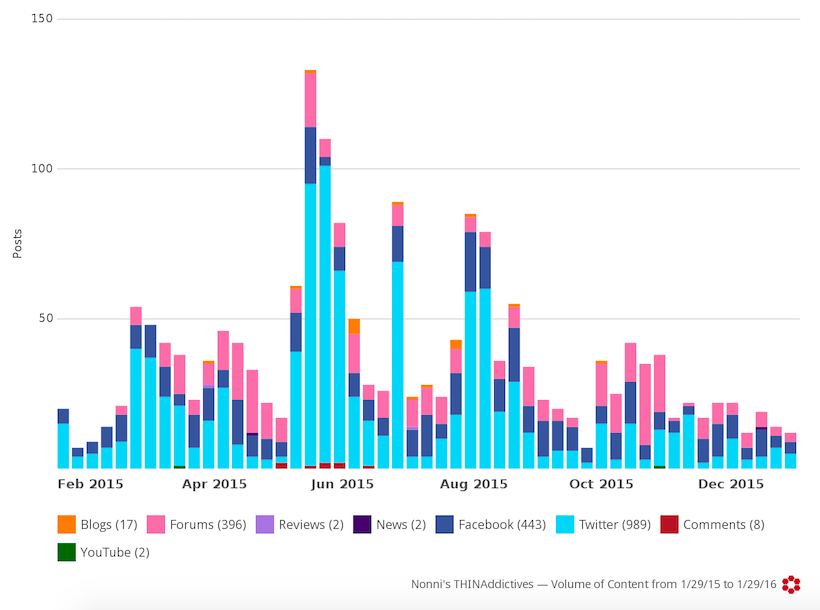 150
100
Posts
50
Feb 2015 Apr 2015 Jun 2015 Aug 2015 Oct 2015 Dec 2015
Blogs (17) Forums (396) Reviews (2) News (2) Facebook (443) Twitter (989) Comments (8)
YouTube (2)
Nonni's THINAddictives — Volume of Content from 1/29/15 to 1/29/16